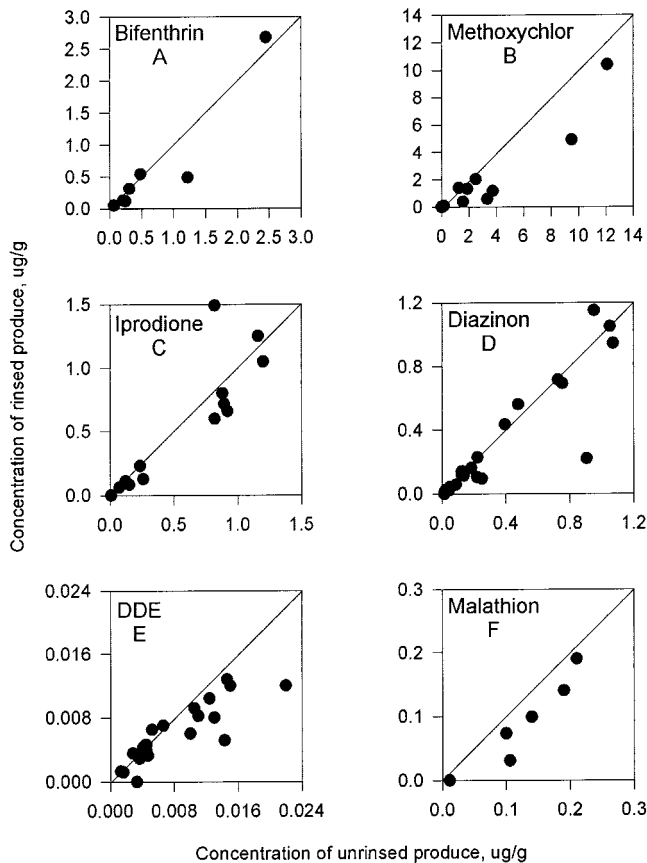 Concentration of rinsed produce, ug/g
3.0
2.5
2.0
1.5
1.0
0.5
0.0
Bifenthrin
A
0.0 0.5 1.0 1.5 2.0 2.5 3.0
14
12
10
8
6
4
2
0
Methoxychlor
B
0 2 4 6 8 10 12 14
1.5
1.0
0.5
0.0
Iprodione
C
0.0 0.5 1.0 1.5
1.2
0.8
0.4
0.0
Diazinon
D
0.0 0.4 0.8 1.2
0.024
0.016
0.008
0.000
DDE
E
0.000 0.008 0.016 0.024
0.3
0.2
0.1
0.0
Malathion
F
0.0 0.1 0.2 0.3
Concentration of unrinsed produce, ug/g